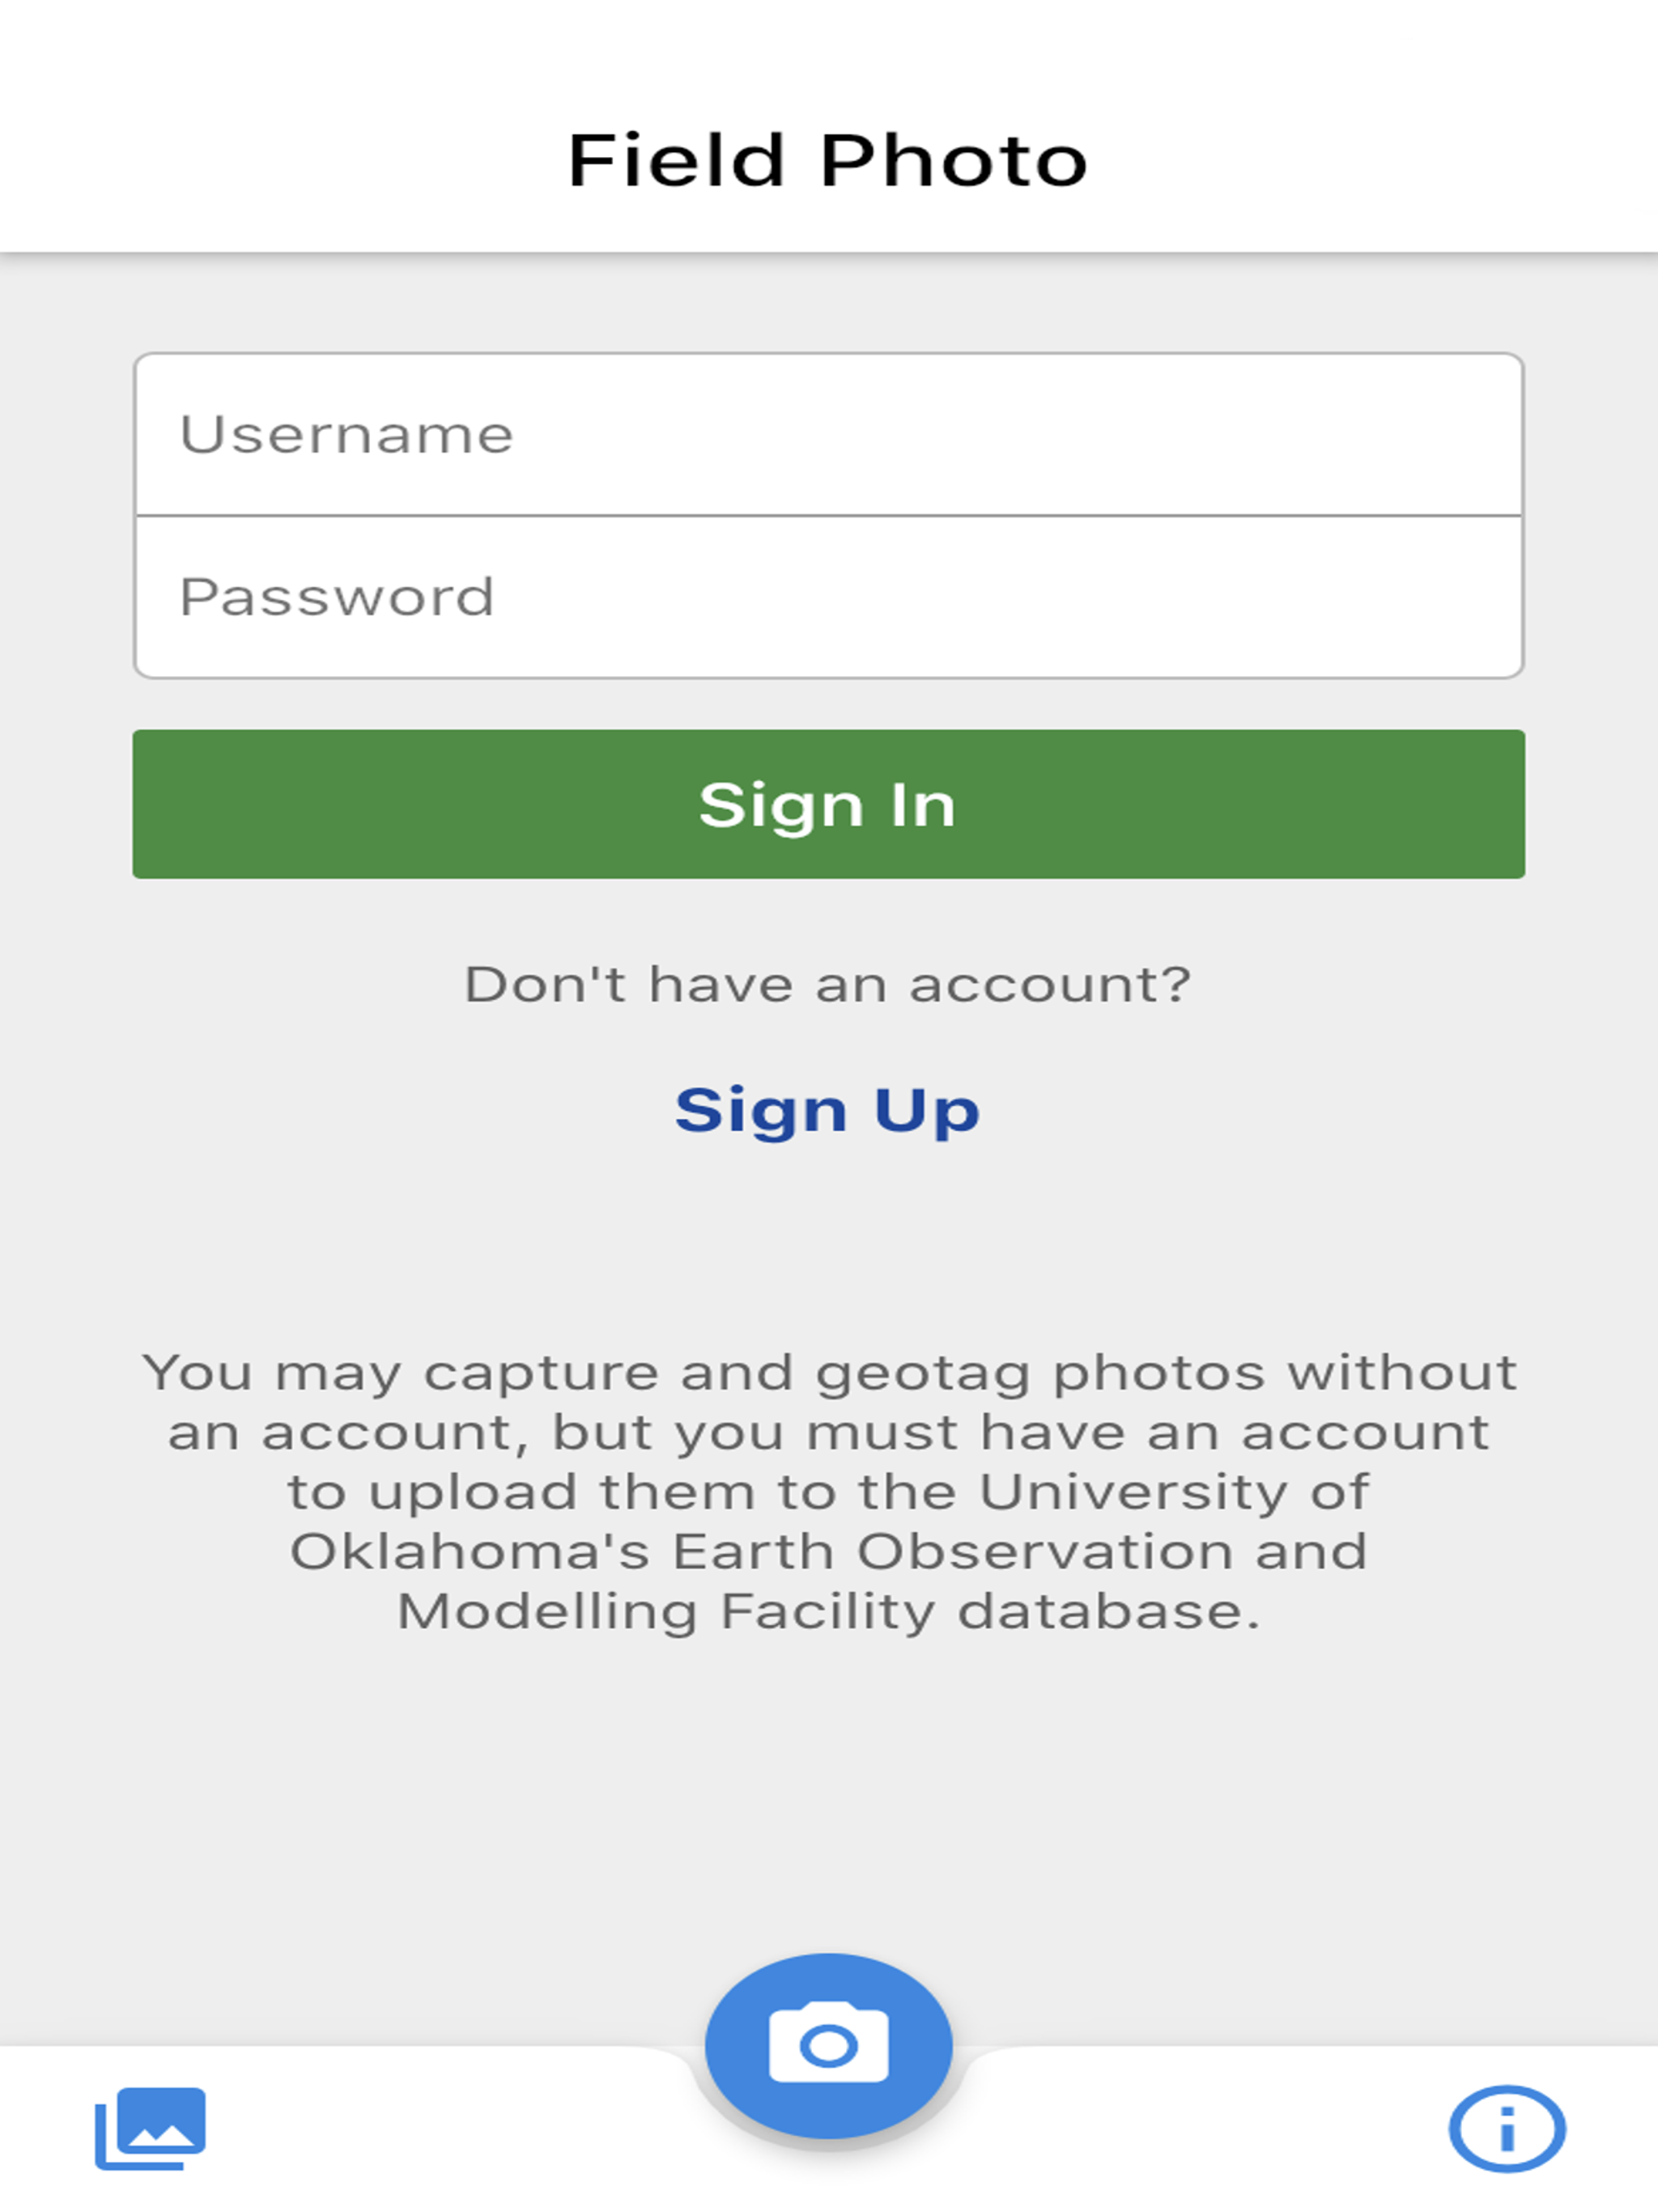 Field Photo
Username
Password
Sign In
Don't have an account?
Sign Up
You may capture and geotag photos without
an account, but you must have an account
to upload them to the University of
Oklahoma's Earth Observation and
Modelling Facility database.